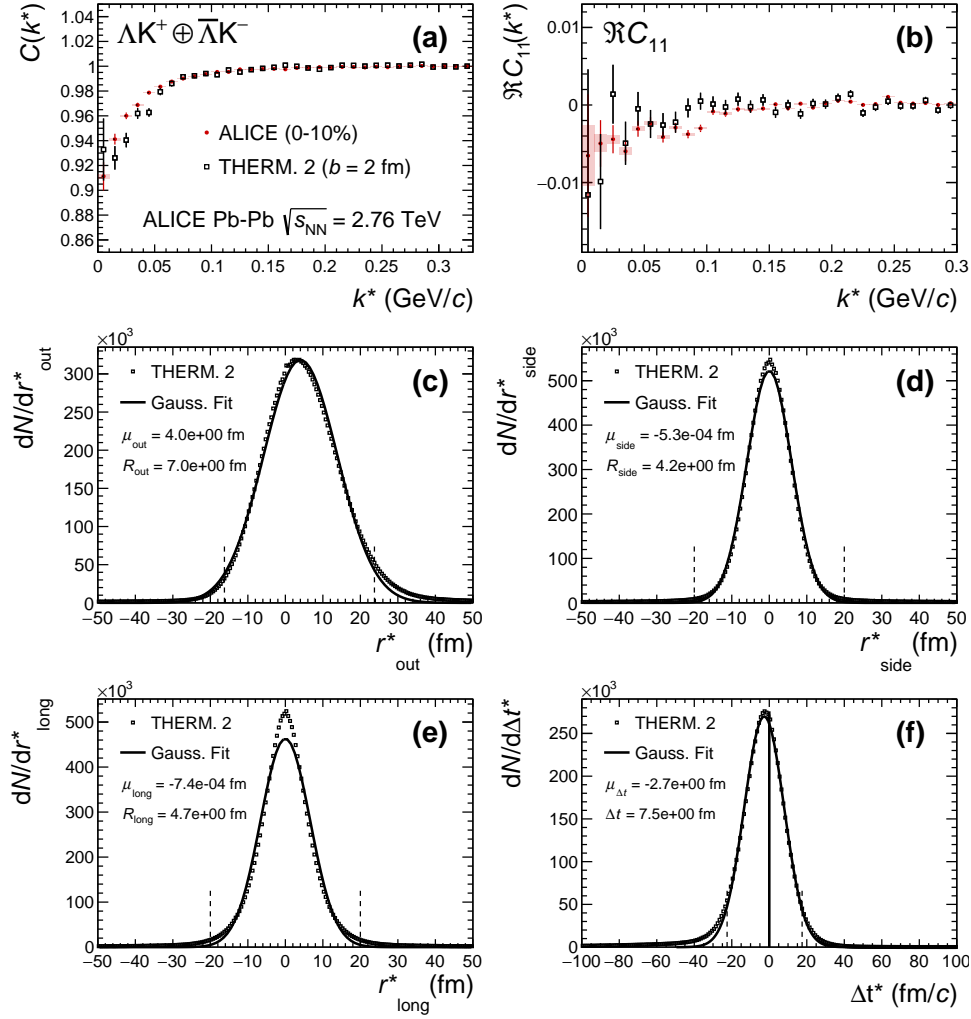 C(k*)
1.04
1.02
1
0.98
0.96
0.94
0.92
0.9
0.88
0.86
ΛK⁺ ⊕ Λ̅K⁻
(a)
ALICE (0-10%)
THERM. 2 (b = 2 fm)
ALICE Pb-Pb √s_NN = 2.76 TeV
0 0.05 0.1 0.15 0.2 0.25 0.3
k* (GeV/c)
ℜC₁₁(k*)
0.01
0
−0.01
ℜC₁₁
(b)
0 0.05 0.1 0.15 0.2 0.25 0.3
k* (GeV/c)
×10³
dN/dr*_out
300
250
200
150
100
50
0
THERM. 2
Gauss. Fit
μ_out = 4.0e+00 fm
R_out = 7.0e+00 fm
(c)
−50 −40 −30 −20 −10 0 10 20 30 40 50
r*_out (fm)
×10³
dN/dr*_side
500
400
300
200
100
0
THERM. 2
Gauss. Fit
μ_side = -5.3e-04 fm
R_side = 4.2e+00 fm
(d)
−50 −40 −30 −20 −10 0 10 20 30 40 50
r*_side (fm)
×10³
dN/dr*_long
500
400
300
200
100
0
THERM. 2
Gauss. Fit
μ_long = -7.4e-04 fm
R_long = 4.7e+00 fm
(e)
−50 −40 −30 −20 −10 0 10 20 30 40 50
r*_long (fm)
×10³
dN/dΔt*
250
200
150
100
50
0
THERM. 2
Gauss. Fit
μ_Δt = -2.7e+00 fm
Δt = 7.5e+00 fm
(f)
−100 −80 −60 −40 −20 0 20 40 60 80 100
Δt* (fm/c)